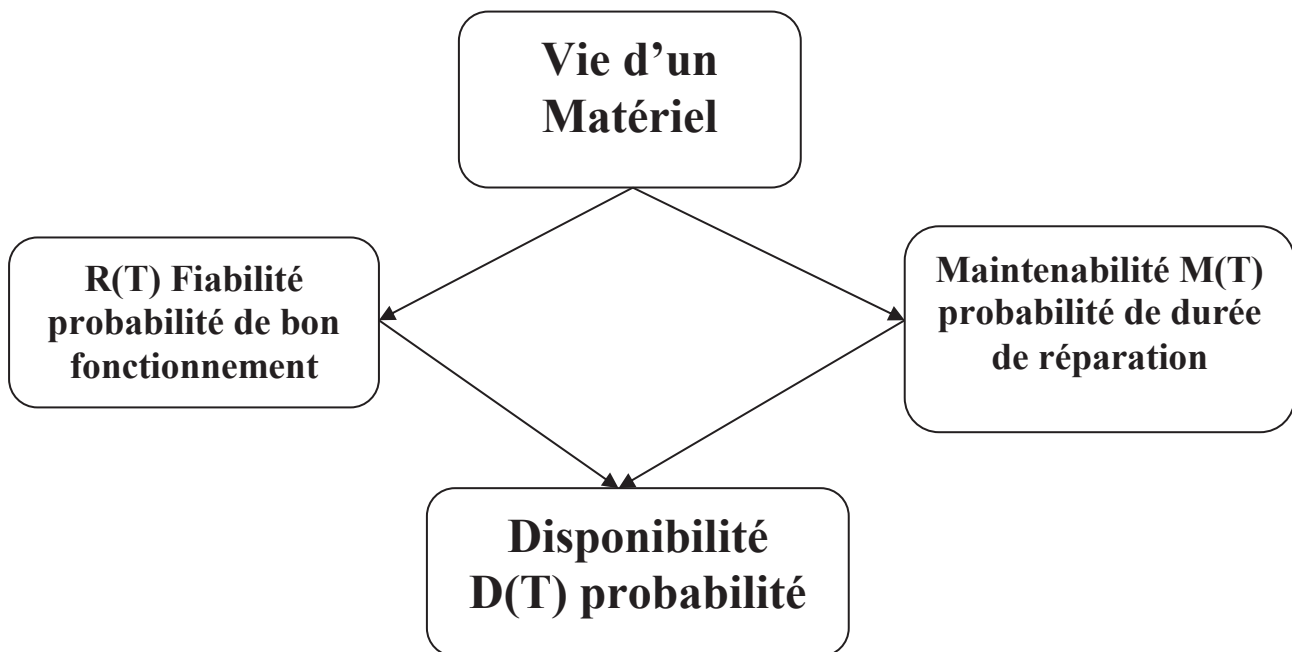 Vie d’un
Matériel
R(T) Fiabilité
probabilité de bon
fonctionnement
Maintenabilité M(T)
probabilité de durée
de réparation
Disponibilité
D(T) probabilité